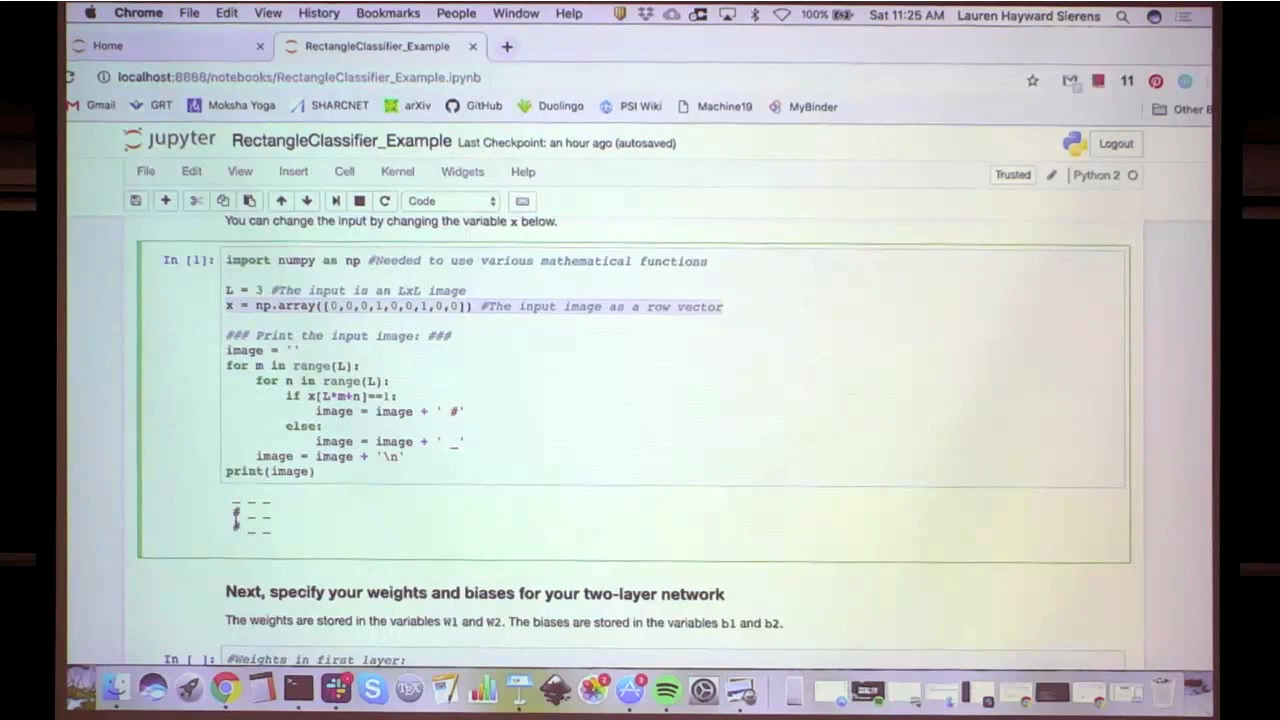 Chrome File Edit View History Bookmarks People Window Help 100% Sat 11:25 AM Lauren Hayward Sierens
Home RectangleClassifier_Example
localhost:8888/notebooks/RectangleClassifier_Example.ipynb 11
Gmail GRT Moksha Yoga SHARCNET arXiv GitHub Duolingo PSI Wiki Machine19 MyBinder Other B
jupyter RectangleClassifier_Example Last Checkpoint: an hour ago (autosaved) Logout
File Edit View Insert Cell Kernel Widgets Help Trusted Python 2
Code
You can change the input by changing the variable x below.
In [1]: import numpy as np #Needed to use various mathematical functions
L = 3 #The input is an LxL image
x = np.array([0,0,0,1,0,0,1,0,0]) #The input image as a row vector
### Print the input image: ###
image = ''
for m in range(L):
for n in range(L):
if x[L*m+n]==1:
image = image + ' #'
else:
image = image + ' _'
image = image + '\n'
print(image)
_ _ _
# _ _
# _ _
Next, specify your weights and biases for your two-layer network
The weights are stored in the variables W1 and W2. The biases are stored in the variables b1 and b2.
In [ ]: #Weights in first layer: